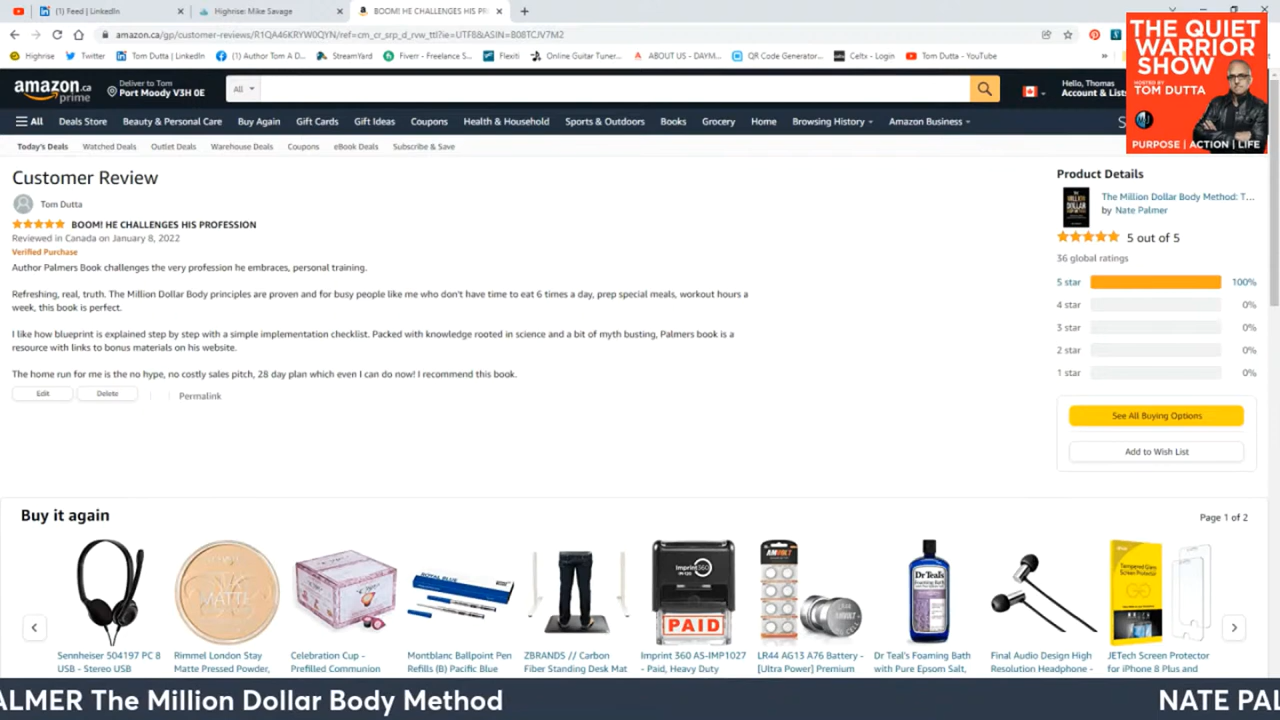 (1) Feed | LinkedIn
Highrise: Mike Savage
BOOM! HE CHALLENGES HIS PR
amazon.ca/gp/customer-reviews/R1QA46KRYW0QYN/ref=cm_cr_srp_d_rvw_ttl?ie=UTF8&ASIN=B08TCJV7M2
Highrise
Twitter
Tom Dutta | LinkedIn
(1) Author Tom A D...
StreamYard
Fiverr - Freelance S...
Flexiti
Online Guitar Tuner...
ABOUT US - DAYM...
QR Code Generator...
Celtx - Login
Tom Dutta - YouTube
THE QUIET
WARRIOR
SHOW
HOSTED BY
TOM DUTTA
PURPOSE | ACTION | LIFE
amazon.ca
prime
Deliver to Tom
Port Moody V3H 0E
All
Hello, Thomas
Account & Lists
All Deals Store Beauty & Personal Care Buy Again Gift Cards Gift Ideas Coupons Health & Household Sports & Outdoors Books Grocery Home Browsing History Amazon Business
Today's Deals Watched Deals Outlet Deals Warehouse Deals Coupons eBook Deals Subscribe & Save
Customer Review
Tom Dutta
BOOM! HE CHALLENGES HIS PROFESSION
Reviewed in Canada on January 8, 2022
Verified Purchase
Author Palmers Book challenges the very profession he embraces, personal training.
Refreshing, real, truth. The Million Dollar Body principles are proven and for busy people like me who don't have time to eat 6 times a day, prep special meals, workout hours a
week, this book is perfect.
I like how blueprint is explained step by step with a simple implementation checklist. Packed with knowledge rooted in science and a bit of myth busting, Palmers book is a
resource with links to bonus materials on his website.
The home run for me is the no hype, no costly sales pitch, 28 day plan which even I can do now! I recommend this book.
Edit
Delete
Permalink
Product Details
The Million Dollar Body Method: T...
by Nate Palmer
5 out of 5
36 global ratings
5 star 100%
4 star 0%
3 star 0%
2 star 0%
1 star 0%
See All Buying Options
Add to Wish List
Buy it again
Page 1 of 2
MATTE
imprint360
PAID
AMVOLT
Dr Teal's
Tempered Glass
Screen Protector
Sennheiser 504197 PC 8
USB - Stereo USB
Rimmel London Stay
Matte Pressed Powder,
Celebration Cup -
Prefilled Communion
Montblanc Ballpoint Pen
Refills (B) Pacific Blue
ZBRANDS // Carbon
Fiber Standing Desk Mat
Imprint 360 AS-IMP1027
- Paid, Heavy Duty
LR44 AG13 A76 Battery -
[Ultra Power] Premium
Dr Teal's Foaming Bath
with Pure Epsom Salt,
Final Audio Design High
Resolution Headphone -
JETech Screen Protector
for iPhone 8 Plus and
ALMER The Million Dollar Body Method
NATE PAL